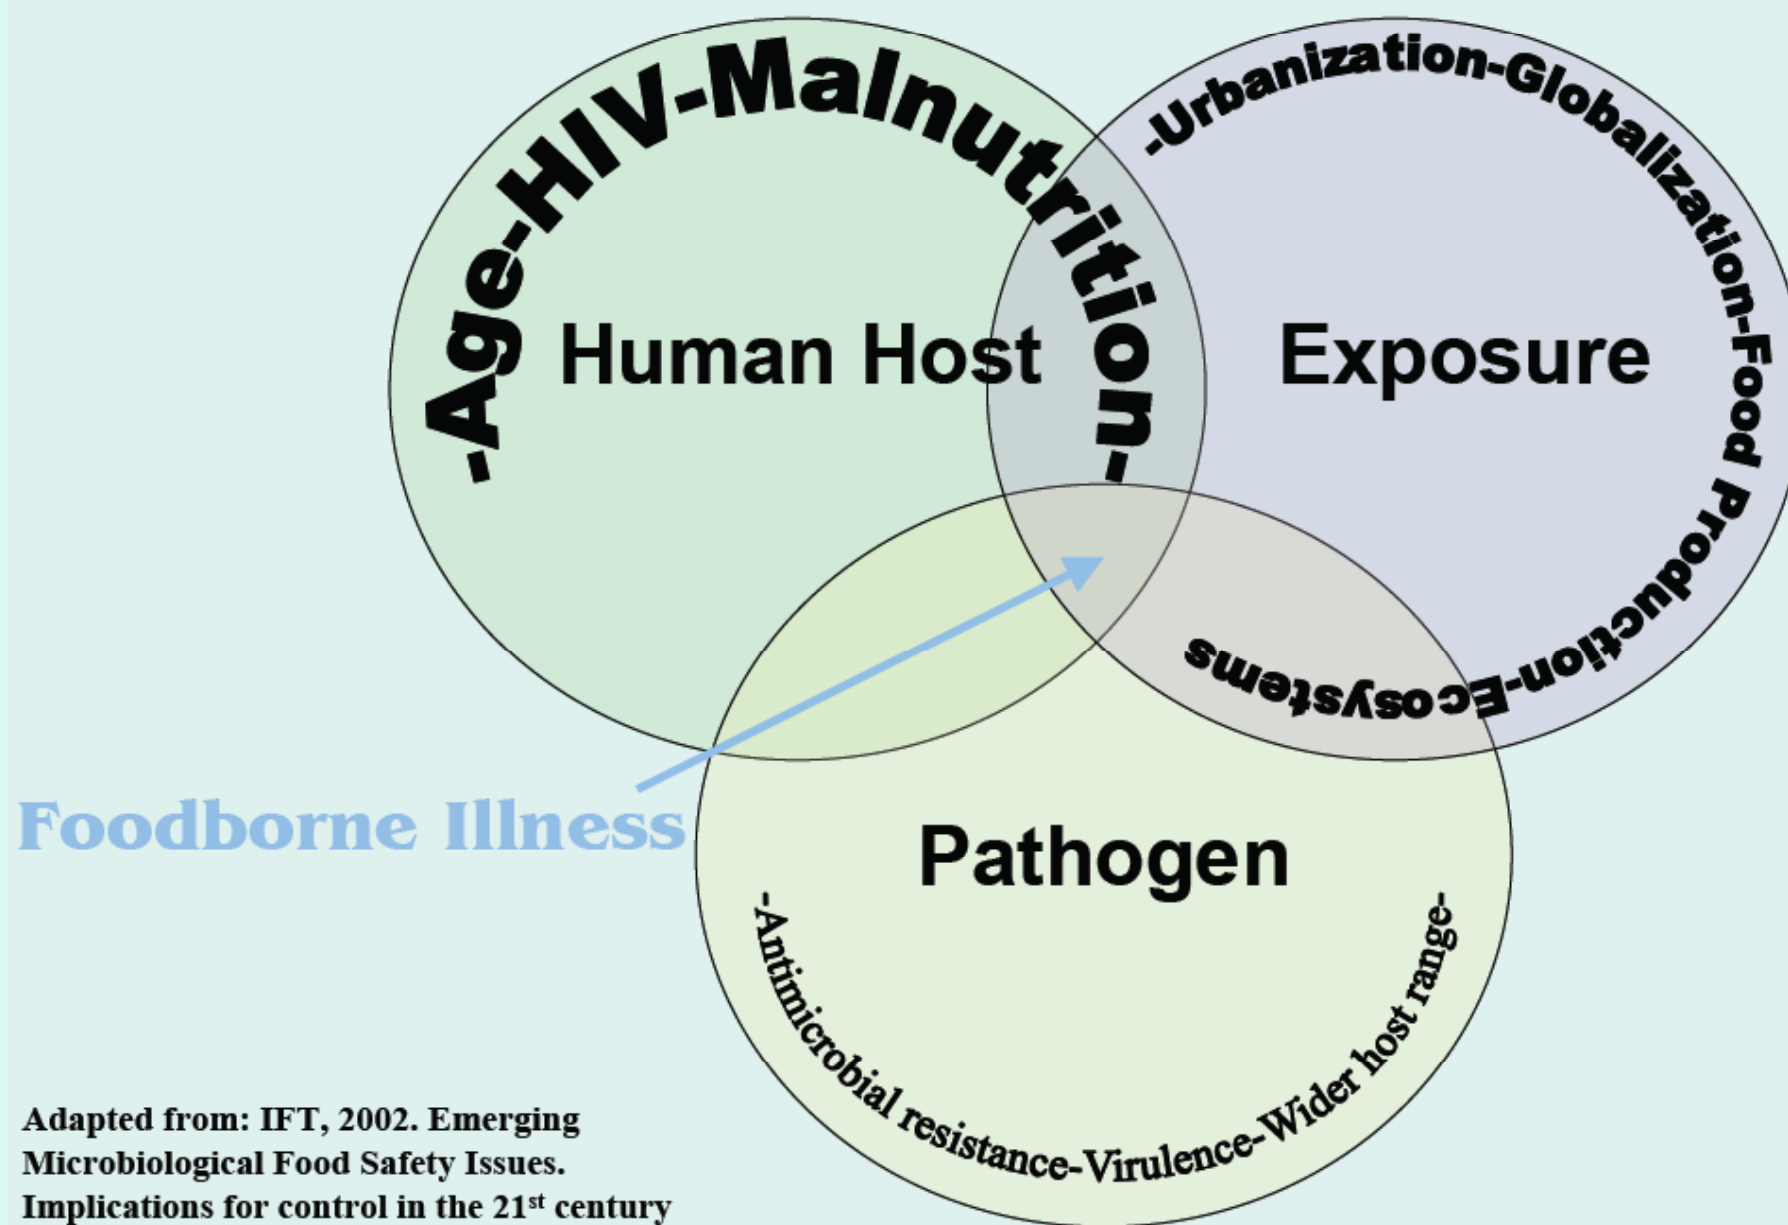 -Age-HIV-Malnutrition-
-Urbanization-Globalization-Food Production-Ecosystems
Human Host
Exposure
Foodborne Illness
Pathogen
-Antimicrobial resistance-Virulence-Wider host range-
Adapted from: IFT, 2002. Emerging
Microbiological Food Safety Issues.
Implications for control in the 21st century